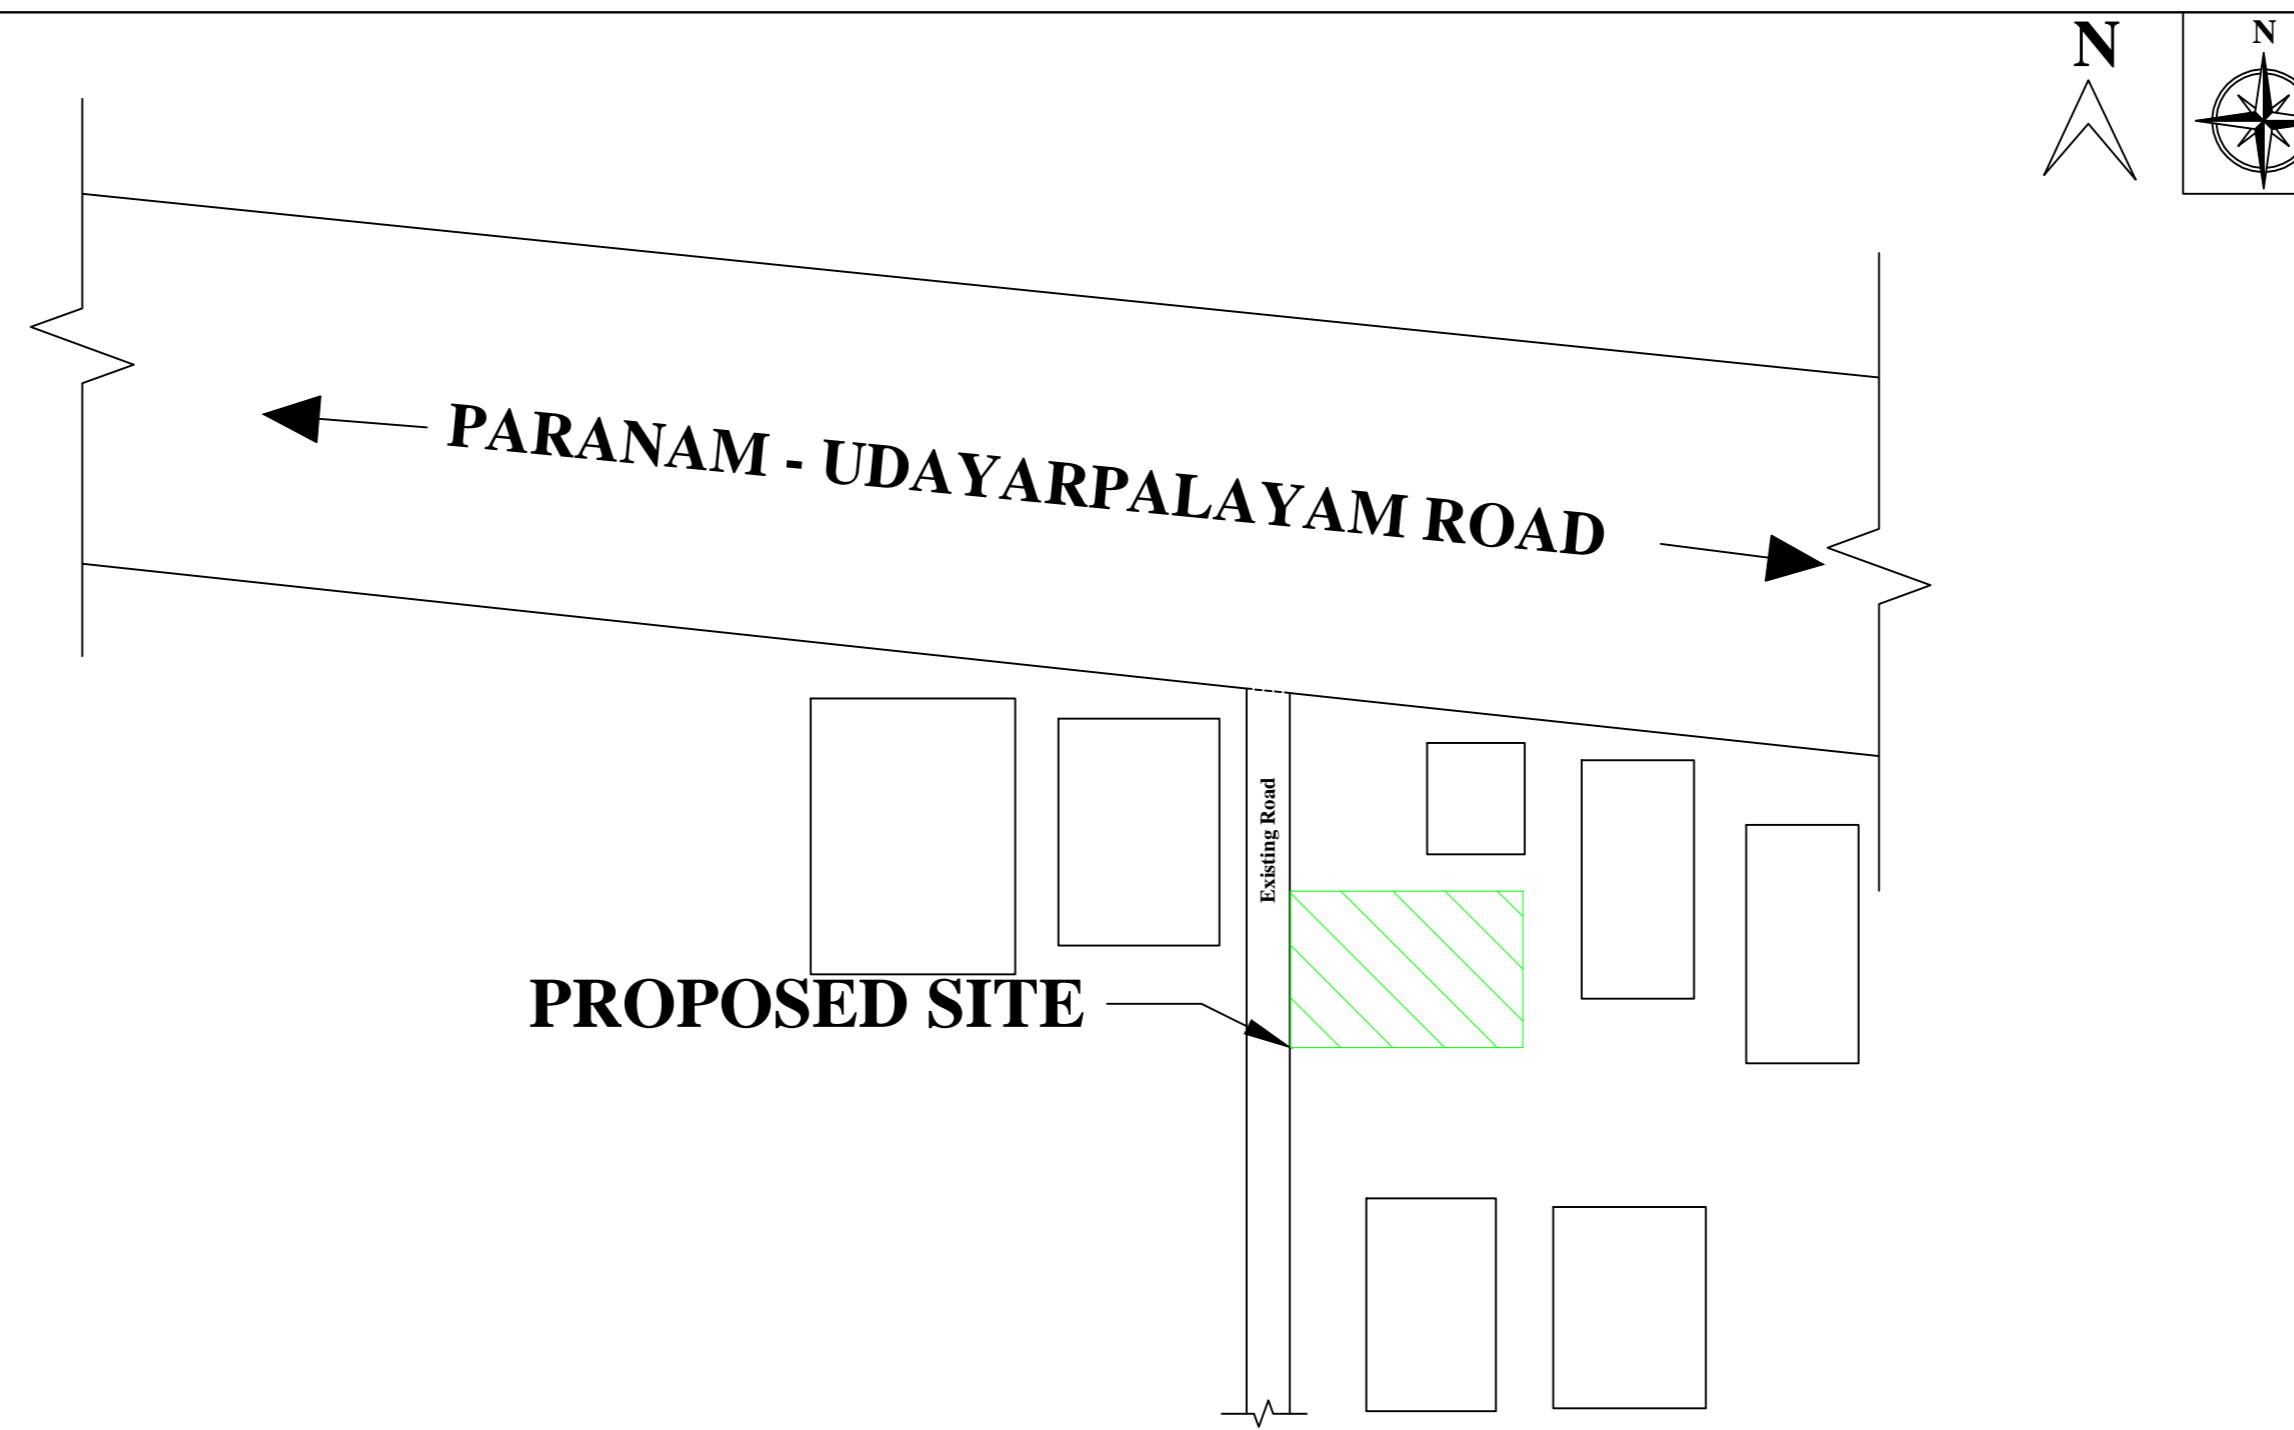 N
N
PARANAM - UDAYARPALAYAM ROAD
Existing Road
PROPOSED SITE